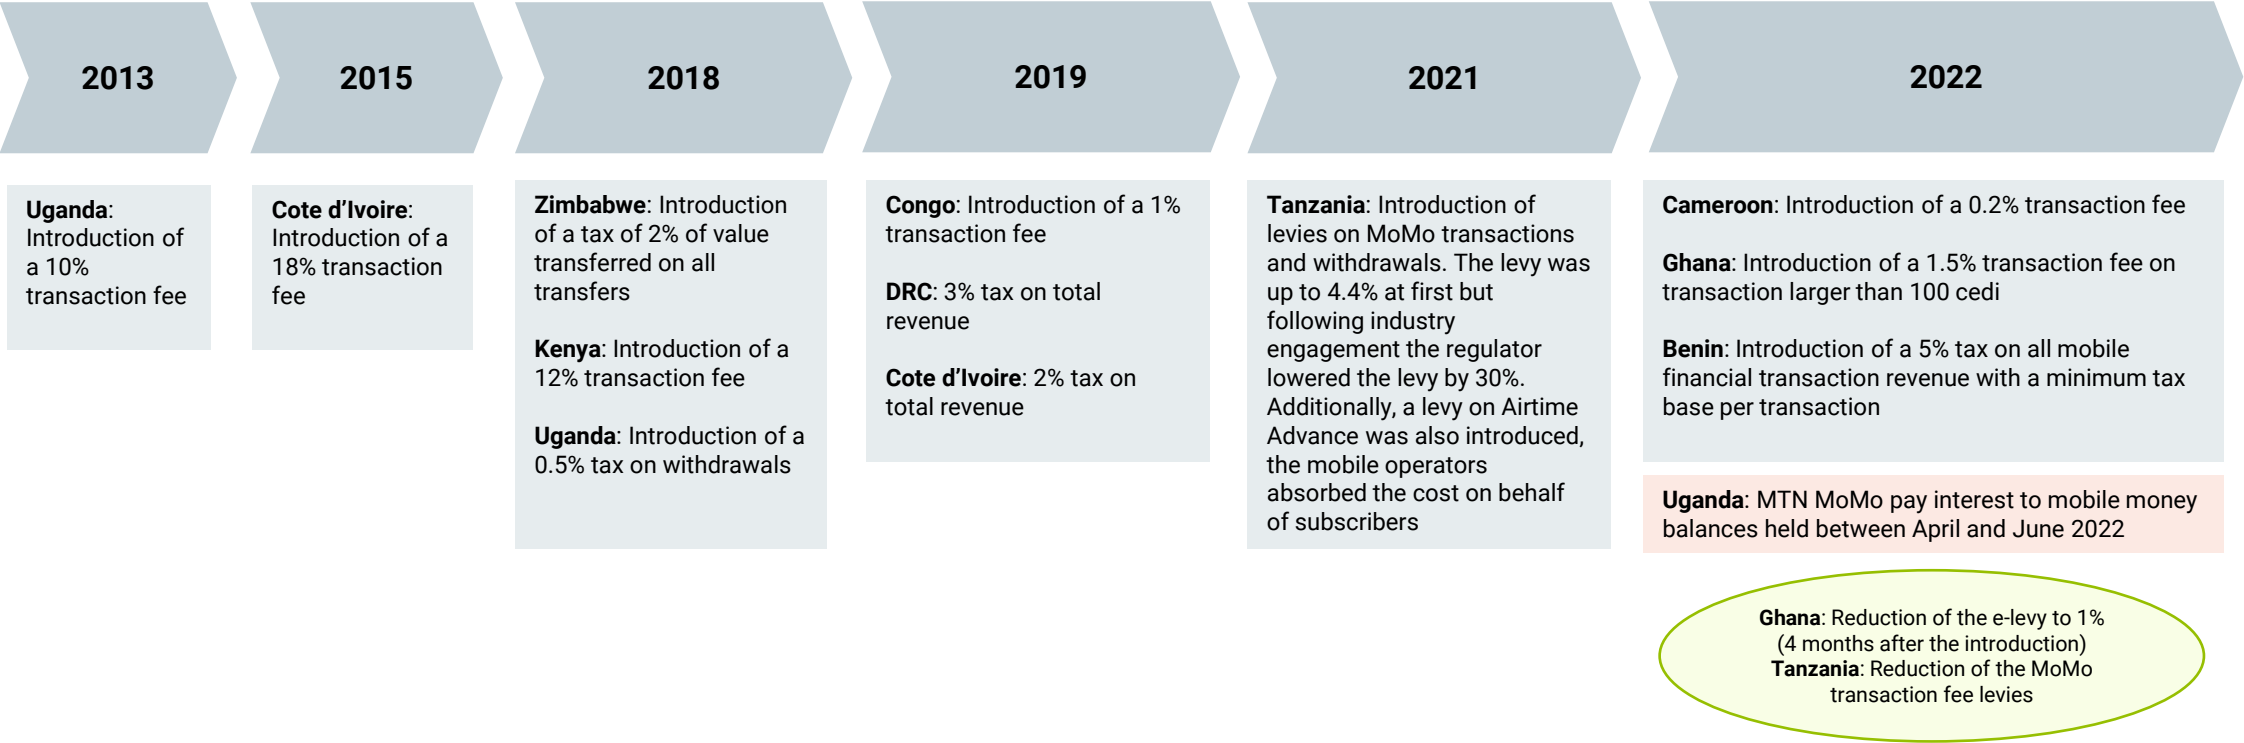 2013
2015
2018
2019
2021
2022
Uganda:
Introduction of
a 10%
transaction fee
Cote d’Ivoire:
Introduction of a
18% transaction
fee
Zimbabwe: Introduction
of a tax of 2% of value
transferred on all
transfers
Kenya: Introduction of a
12% transaction fee
Uganda: Introduction of a
0.5% tax on withdrawals
Congo: Introduction of a 1%
transaction fee
DRC: 3% tax on total
revenue
Cote d’Ivoire: 2% tax on
total revenue
Tanzania: Introduction of
levies on MoMo transactions
and withdrawals. The levy was
up to 4.4% at first but
following industry
engagement the regulator
lowered the levy by 30%.
Additionally, a levy on Airtime
Advance was also introduced,
the mobile operators
absorbed the cost on behalf
of subscribers
Cameroon: Introduction of a 0.2% transaction fee
Ghana: Introduction of a 1.5% transaction fee on
transaction larger than 100 cedi
Benin: Introduction of a 5% tax on all mobile
financial transaction revenue with a minimum tax
base per transaction
Uganda: MTN MoMo pay interest to mobile money
balances held between April and June 2022
Ghana: Reduction of the e-levy to 1%
(4 months after the introduction)
Tanzania: Reduction of the MoMo
transaction fee levies